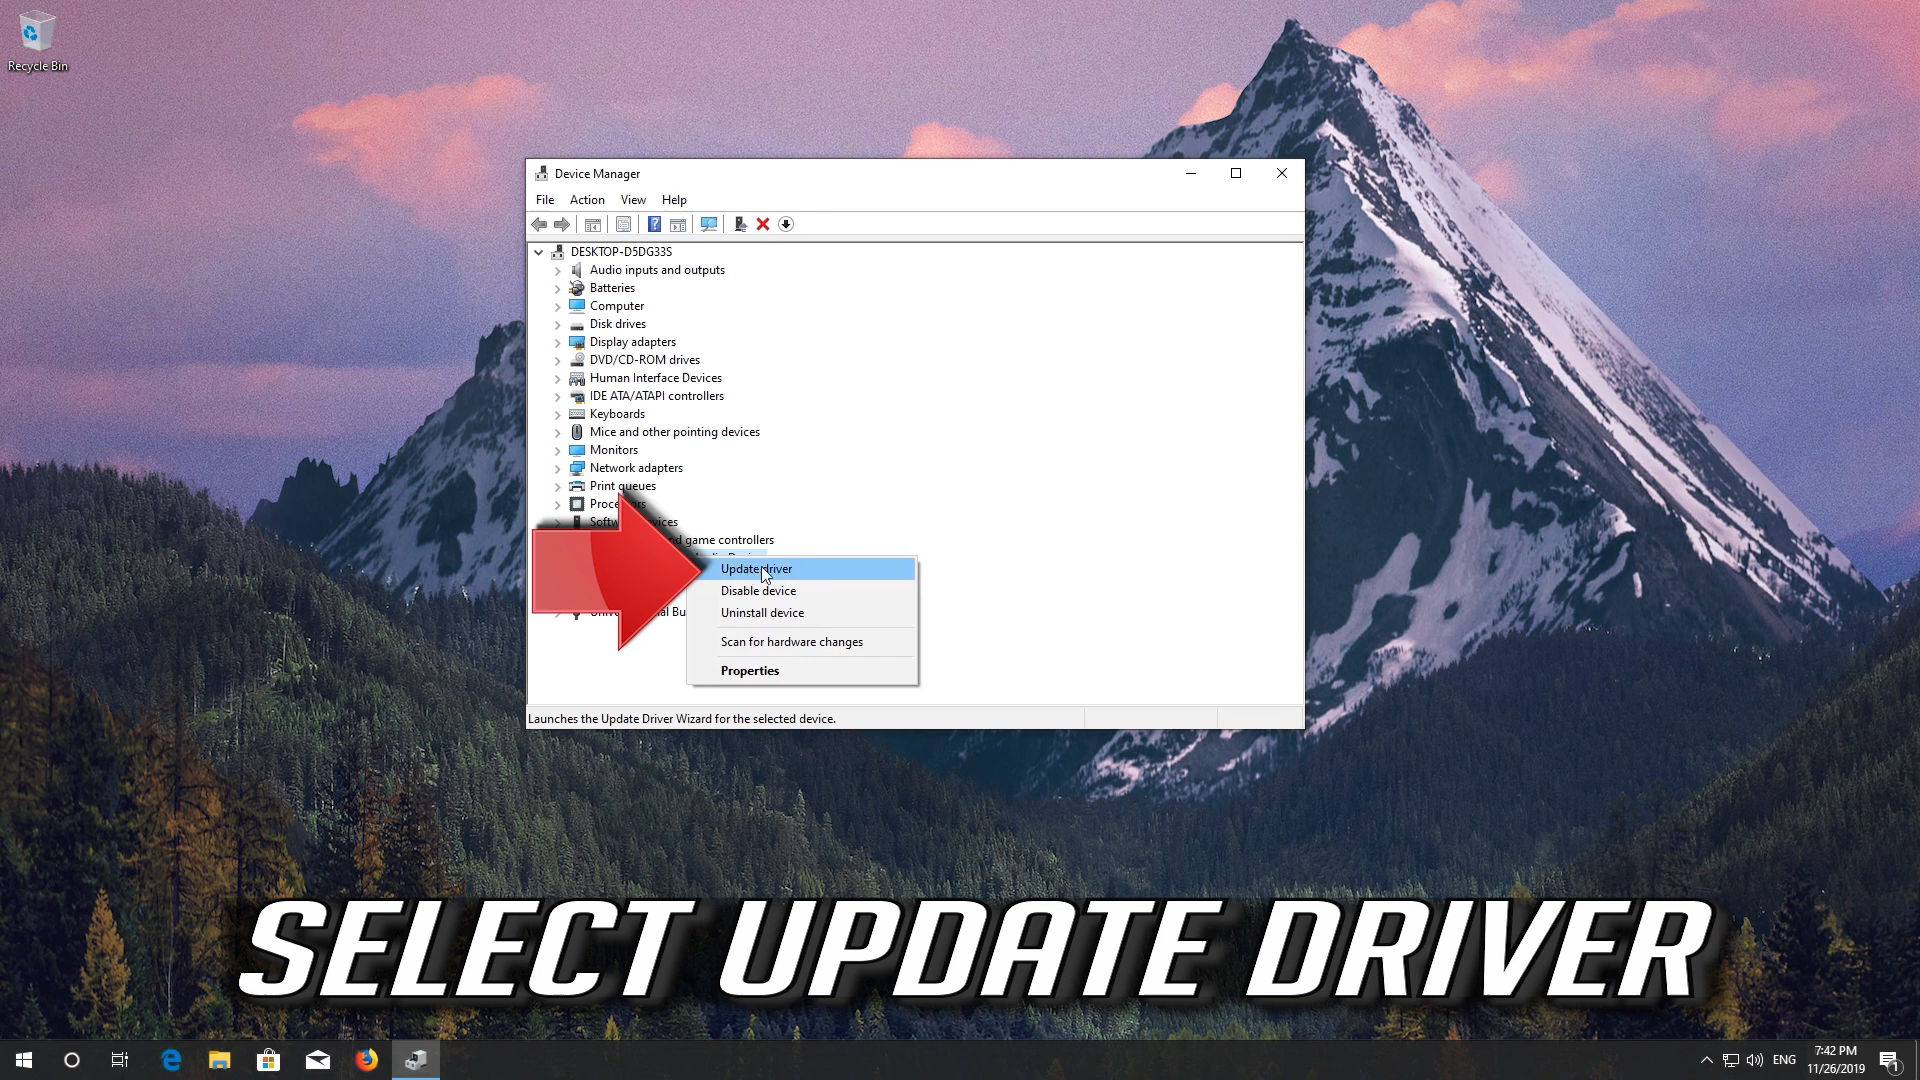 Recycle Bin
Device Manager
File Action View Help
DESKTOP-D5DG33S
Audio inputs and outputs
Batteries
Computer
Disk drives
Display adapters
DVD/CD-ROM drives
Human Interface Devices
IDE ATA/ATAPI controllers
Keyboards
Mice and other pointing devices
Monitors
Network adapters
Print queues
game controllers
Update driver
Disable device
Uninstall device
Scan for hardware changes
Properties
Launches the Update Driver Wizard for the selected device.
SELECT UPDATE DRIVER
ENG
7:42 PM
11/26/2019
1